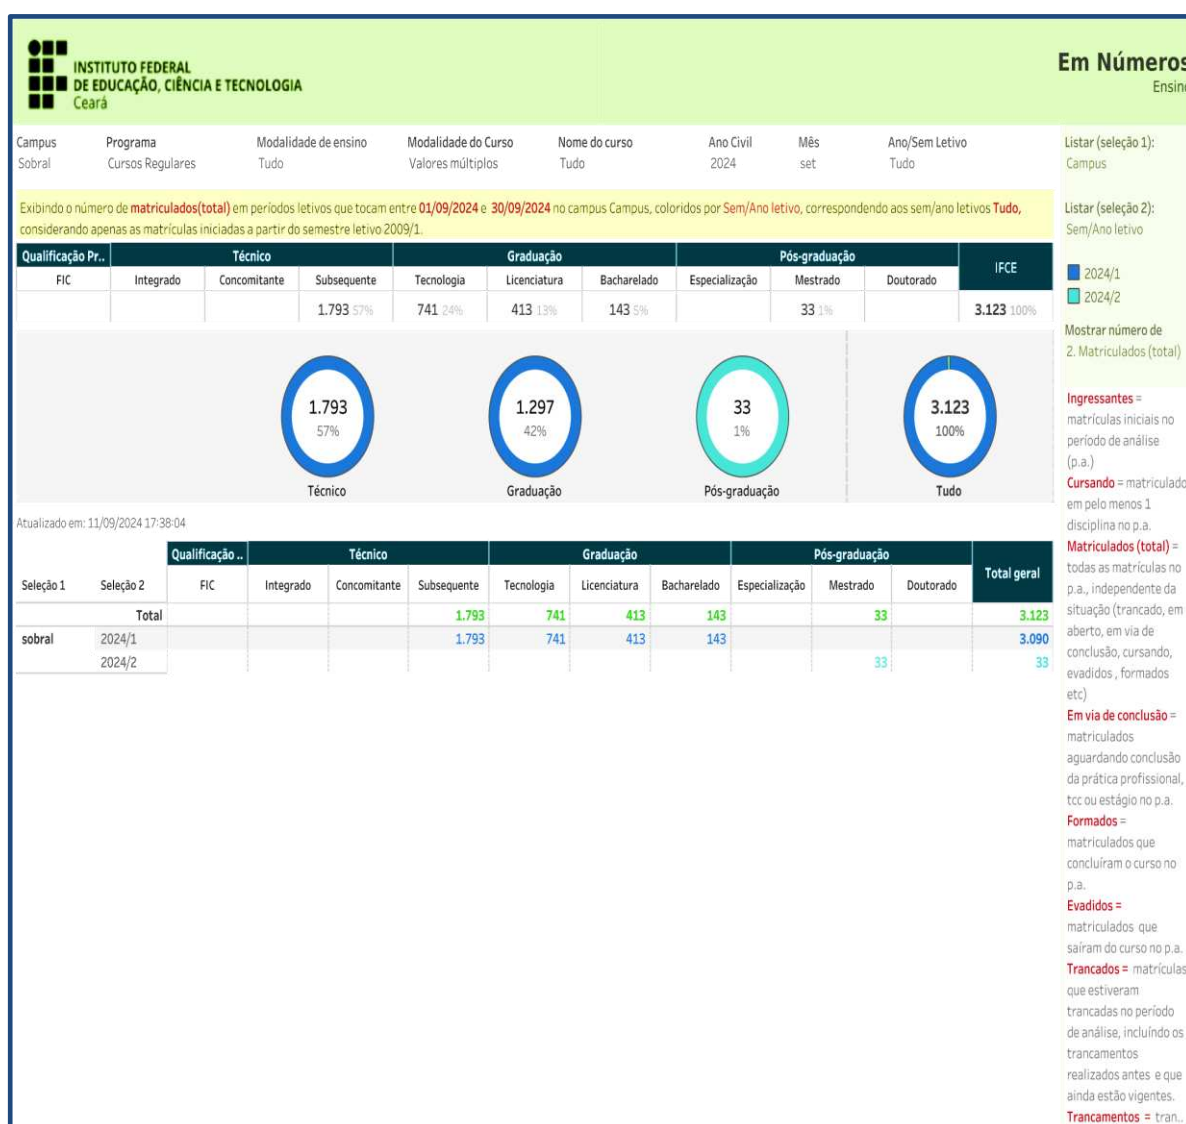 INSTITUTO FEDERAL
DE EDUCAÇÃO, CIÊNCIA E TECNOLOGIA
Ceará
Em Números
Ensino
Campus Programa Modalidade de ensino Modalidade do Curso Nome do curso Ano Civil Mês Ano/Sem Letivo
Sobral Cursos Regulares Tudo Valores múltiplos Tudo 2024 set Tudo
Exibindo o número de matriculados(total) em períodos letivos que tocam entre 01/09/2024 e 30/09/2024 no campus Campus, coloridos por Sem/Ano letivo, correspondendo aos sem/ano letivos Tudo,
considerando apenas as matrículas iniciadas a partir do semestre letivo 2009/1.
Qualificação Pr.. Técnico Graduação Pós-graduação IFCE
FIC Integrado Concomitante Subsequente Tecnologia Licenciatura Bacharelado Especialização Mestrado Doutorado
1.793 57% 741 24% 413 13% 143 5% 33 1% 3.123 100%
1.793 1.297 33 3.123
57% 42% 1% 100%
Técnico Graduação Pós-graduação Tudo
Atualizado em: 11/09/2024 17:38:04
Qualificação .. Técnico Graduação Pós-graduação Total geral
Seleção 1 Seleção 2 FIC Integrado Concomitante Subsequente Tecnologia Licenciatura Bacharelado Especialização Mestrado Doutorado
Total 1.793 741 413 143 33 3.123
sobral 2024/1 1.793 741 413 143 3.090
2024/2 33 33
Listar (seleção 1):
Campus
Listar (seleção 2):
Sem/Ano letivo
2024/1
2024/2
Mostrar número de
2. Matriculados (total)
Ingressantes =
matrículas iniciais no
período de análise
(p.a.)
Cursando = matriculado
em pelo menos 1
disciplina no p.a.
Matriculados (total) =
todas as matrículas no
p.a., independente da
situação (trancado, em
aberto, em via de
conclusão, cursando,
evadidos , formados
etc)
Em via de conclusão =
matriculados
aguardando conclusão
da prática profissional,
tcc ou estágio no p.a.
Formados =
matriculados que
concluíram o curso no
p.a.
Evadidos =
matriculados que
saíram do curso no p.a.
Trancados = matrículas
que estiveram
trancadas no período
de análise, incluíndo os
trancamentos
realizados antes e que
ainda estão vigentes.
Trancamentos = tran..